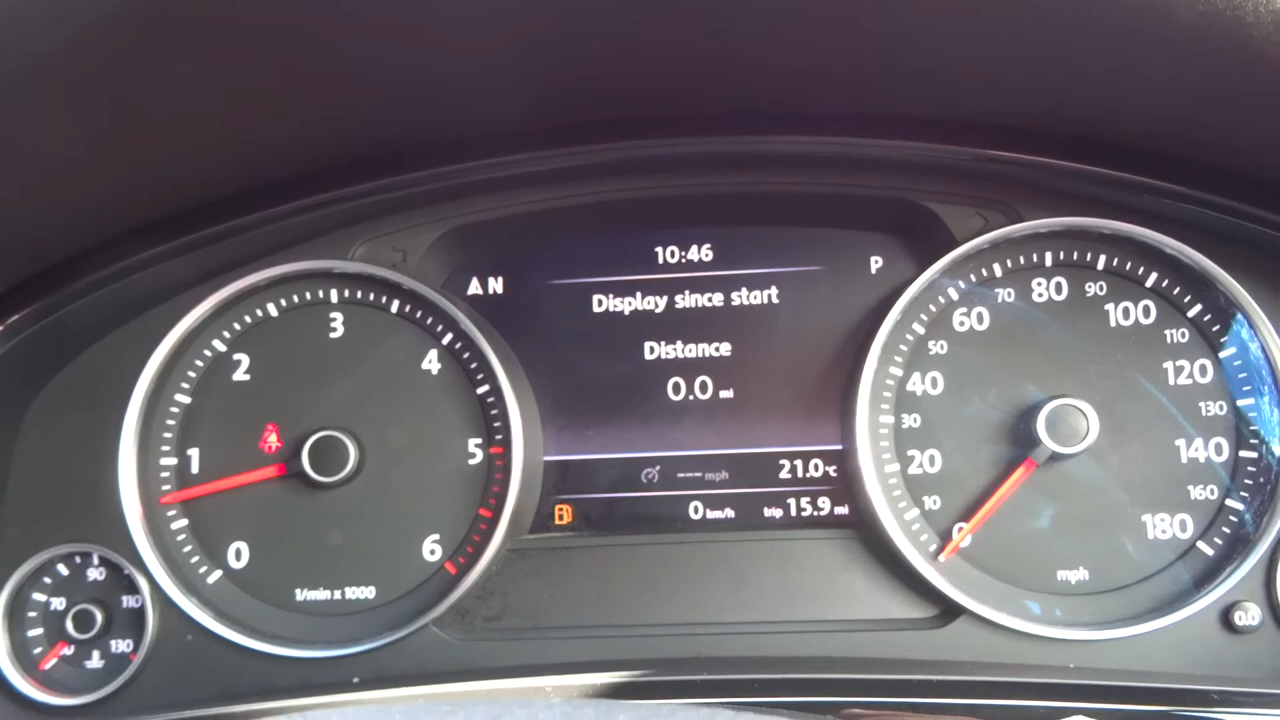 10:46
A N
P
Display since start
Distance
0.0 mi
--- mph
21.0°C
0 km/h
trip 15.9 mi
0
1
2
3
4
5
6
1/min x 1000
0
10
20
30
40
50
60
70
80
90
100
110
120
130
140
160
180
mph
70
90
110
130
0.0